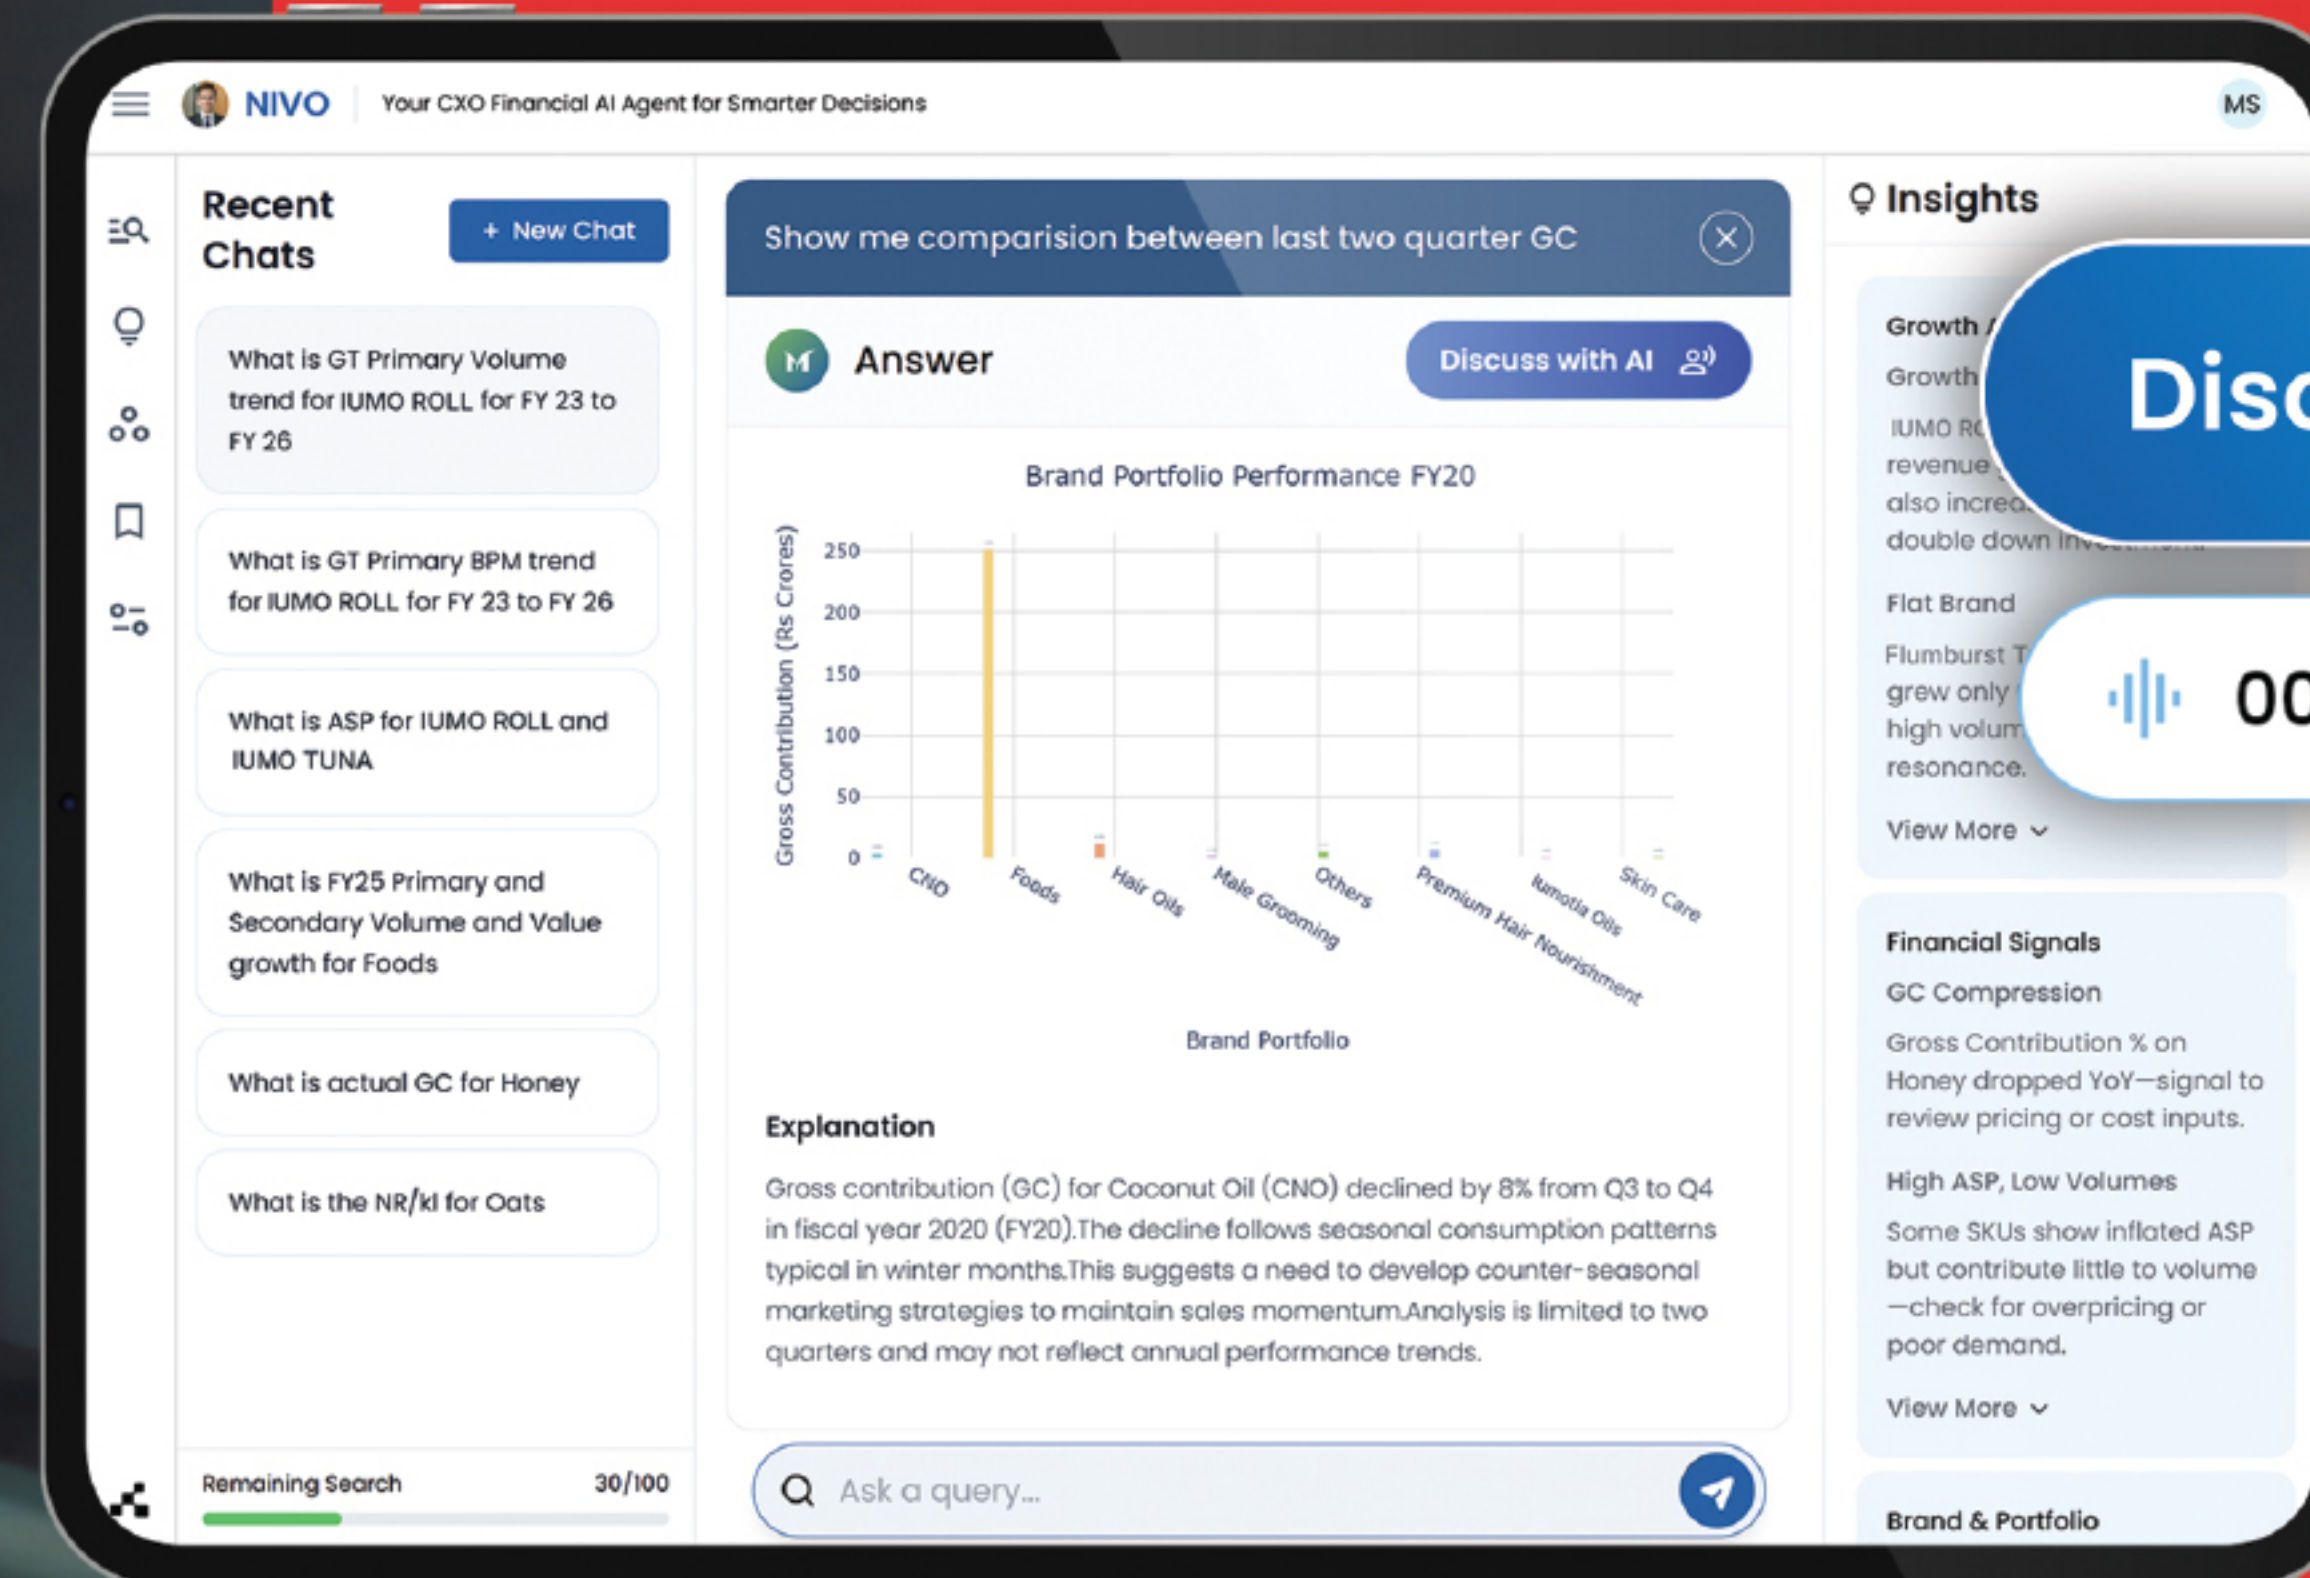 NIVO
Your CXO Financial AI Agent for Smarter Decisions
MS
Recent
Chats
+ New Chat
What is GT Primary Volume
trend for IUMO ROLL for FY 23 to
FY 26
What is GT Primary BPM trend
for IUMO ROLL for FY 23 to FY 26
What is ASP for IUMO ROLL and
IUMO TUNA
What is FY25 Primary and
Secondary Volume and Value
growth for Foods
What is actual GC for Honey
What is the NR/kl for Oats
Remaining Search
30/100
Show me comparision between last two quarter GC
Answer
Discuss with AI
Brand Portfolio Performance FY20
Gross Contribution (Rs Crores)
250
200
150
100
50
0
CNO
Foods
Hair Oils
Male Grooming
Others
Premium Hair Nourishment
Iumotia Oils
Skin Care
Brand Portfolio
Explanation
Gross contribution (GC) for Coconut Oil (CNO) declined by 8% from Q3 to Q4
in fiscal year 2020 (FY20).The decline follows seasonal consumption patterns
typical in winter months.This suggests a need to develop counter-seasonal
marketing strategies to maintain sales momentum.Analysis is limited to two
quarters and may not reflect annual performance trends.
Ask a query...
Insights
Growth
Growth
IUMO
revenue
also
double down
Flat Brand
Flumburst
grew only
high
resonance.
View More
Financial Signals
GC Compression
Gross Contribution % on
Honey dropped YoY—signal to
review pricing or cost inputs.
High ASP, Low Volumes
Some SKUs show inflated ASP
but contribute little to volume
—check for overpricing or
poor demand.
View More
Brand & Portfolio
Disc
00